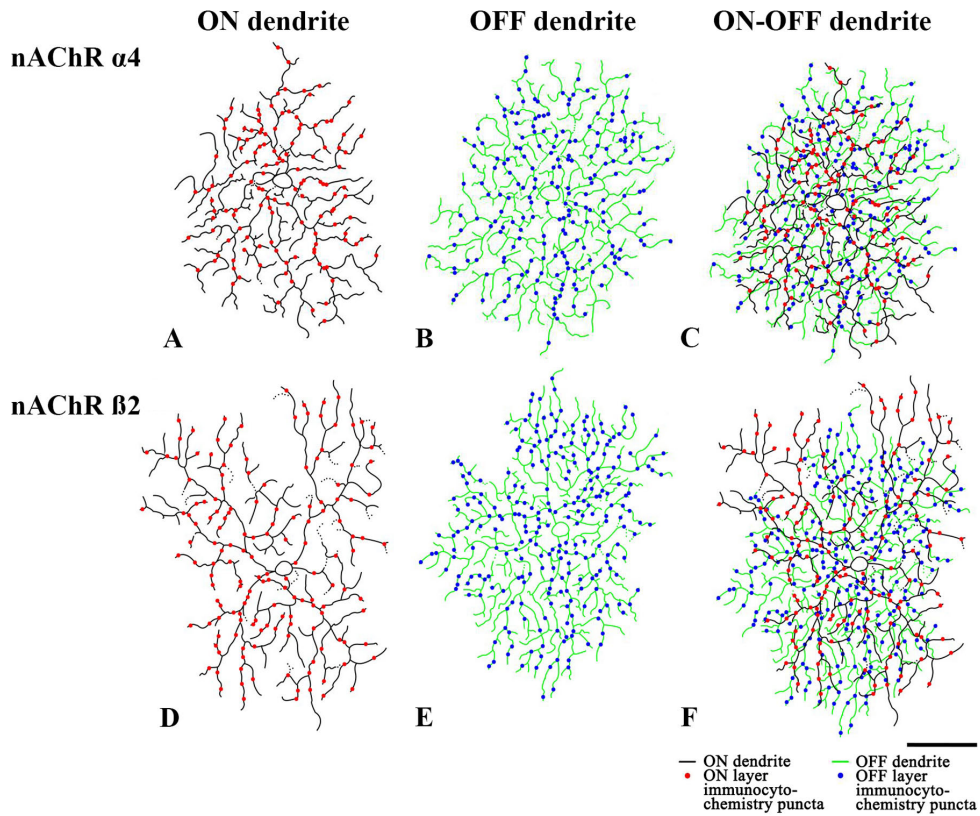 ON dendrite OFF dendrite ON-OFF dendrite
nAChR α4
A B C
nAChR ß2
D E F
ON dendrite OFF dendrite
ON layer OFF layer
immunocyto- immunocyto-
chemistry puncta chemistry puncta